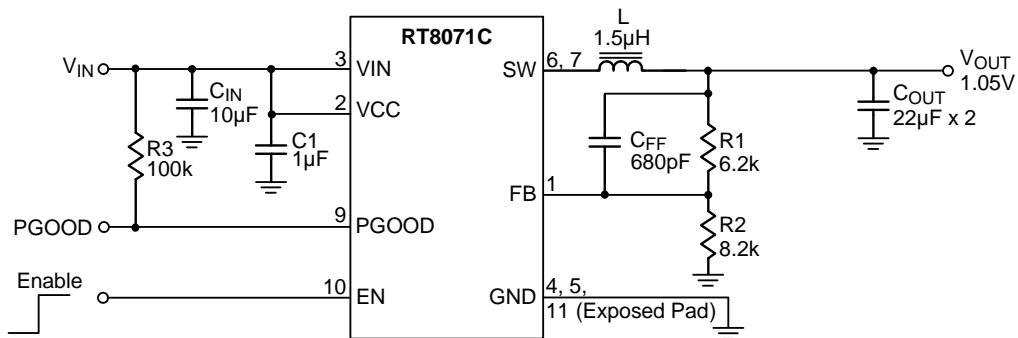 RT8071C
L
1.5µH
VIN
3
VIN
SW
6, 7
VOUT
1.05V
CIN
10µF
2
VCC
COUT
22µF x 2
R3
100k
C1
1µF
CFF
680pF
R1
6.2k
FB
1
PGOOD
9
PGOOD
R2
8.2k
Enable
10
EN
GND
4, 5,
11 (Exposed Pad)